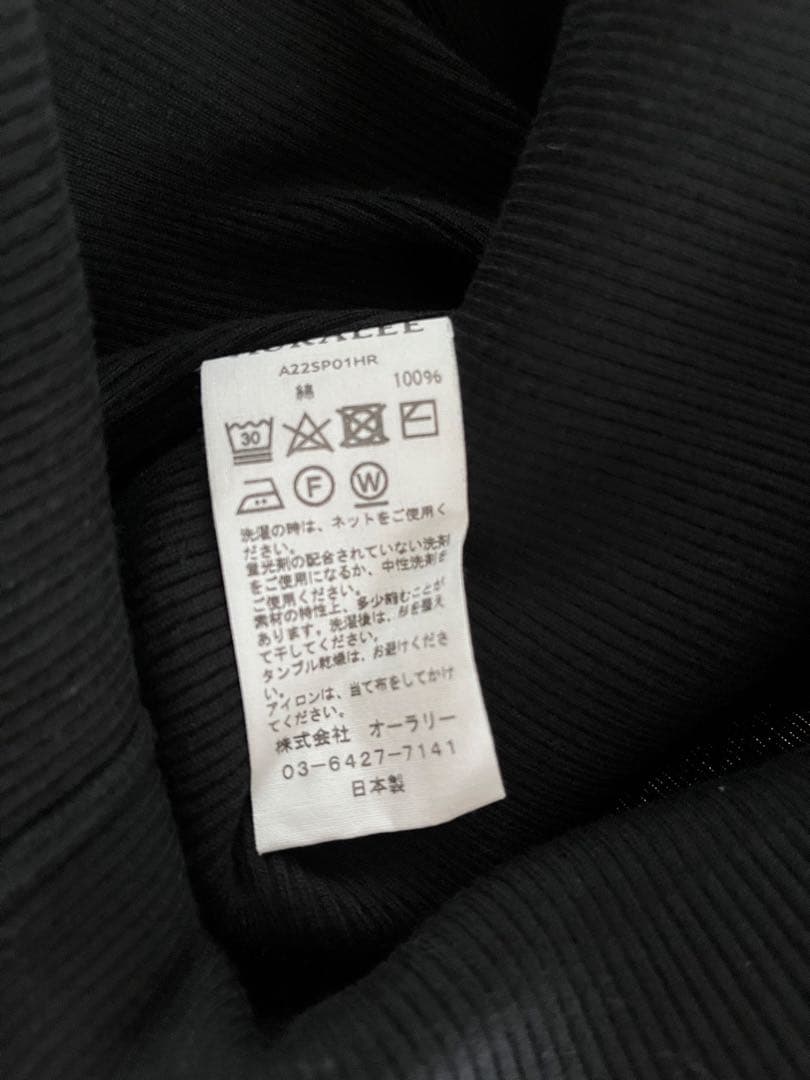 AURALEE
A22SP01HR
綿 100%
30
F W
洗濯の時は、ネットをご使用く
ださい。
蛍光剤の配合されていない洗剤
をご使用になるか、中性洗剤を
ご使用ください。
素材の特性上、多少縮むことが
あります。洗濯後は、形を整え
て干してください。
タンブル乾燥は、お避けくださ
い。
アイロンは、当て布をしてかけ
てください。
株式会社 オーラリー
03-6427-7141
日本製